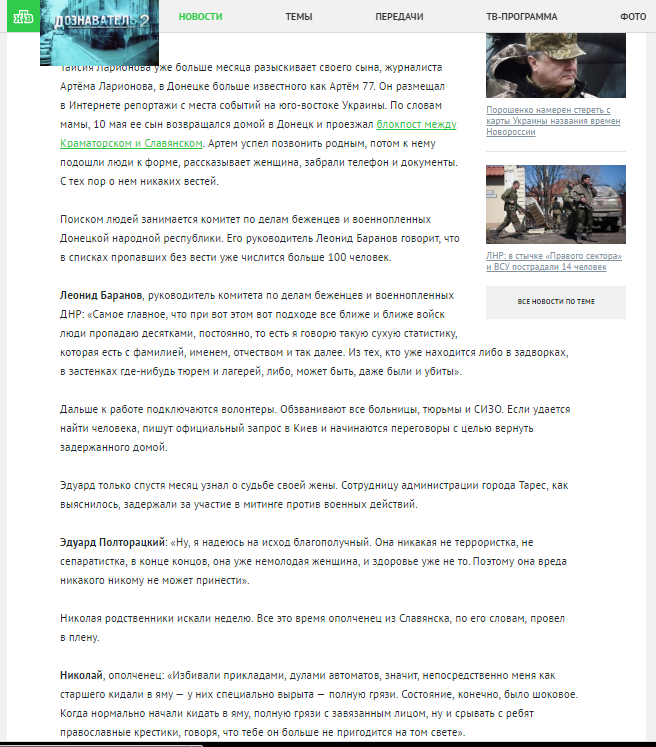 НТВ
ДОЗНАВАТЕЛЬ 2
НОВОСТИ
ТЕМЫ
ПЕРЕДАЧИ
ТВ-ПРОГРАММА
ФОТО
Таисия Ларионова уже больше месяца разыскивает своего сына, журналиста
Артёма Ларионова, в Донецке больше известного как Артём 77. Он размещал
в Интернете репортажи с места событий на юго-востоке Украины. По словам
мамы, 10 мая ее сын возвращался домой в Донецк и проезжал блокпост между
Краматорском и Славянском. Артем успел позвонить родным, потом к нему
подошли люди к форме, рассказывает женщина, забрали телефон и документы.
С тех пор о нем никаких вестей.
Поиском людей занимается комитет по делам беженцев и военнопленных
Донецкой народной республики. Его руководитель Леонид Баранов говорит, что
в списках пропавших без вести уже числится больше 100 человек.
Леонид Баранов, руководитель комитета по делам беженцев и военнопленных
ДНР: «Самое главное, что при вот этом вот подходе все ближе и ближе войск
люди пропадаю десятками, постоянно, то есть я говорю такую сухую статистику,
которая есть с фамилией, именем, отчеством и так далее. Из тех, кто уже находится либо в задворках,
в застенках где-нибудь тюрем и лагерей, либо, может быть, даже были и убиты».
Дальше к работе подключаются волонтеры. Обзванивают все больницы, тюрьмы и СИЗО. Если удается
найти человека, пишут официальный запрос в Киев и начинаются переговоры с целью вернуть
задержанного домой.
Эдуард только спустя месяц узнал о судьбе своей жены. Сотрудницу администрации города Тарес, как
выяснилось, задержали за участие в митинге против военных действий.
Эдуард Полторацкий: «Ну, я надеюсь на исход благополучный. Она никакая не террористка, не
сепаратистка, в конце концов, она уже немолодая женщина, и здоровье уже не то. Поэтому она вреда
никакого никому не может принести».
Николая родственники искали неделю. Все это время ополченец из Славянска, по его словам, провел
в плену.
Николай, ополченец: «Избивали прикладами, дулами автоматов, значит, непосредственно меня как
старшего кидали в яму — у них специально вырыта — полную грязи. Состояние, конечно, было шоковое.
Когда нормально начали кидать в яму, полную грязи с завязанным лицом, ну и срывать с ребят
православные крестики, говоря, что тебе он больше не пригодится на том свете».
Порошенко намерен стереть с
карты Украины названия времен
Новороссии
ЛНР: в стычке «Правого сектора»
и ВСУ пострадали 14 человек
ВСЕ НОВОСТИ ПО ТЕМЕ